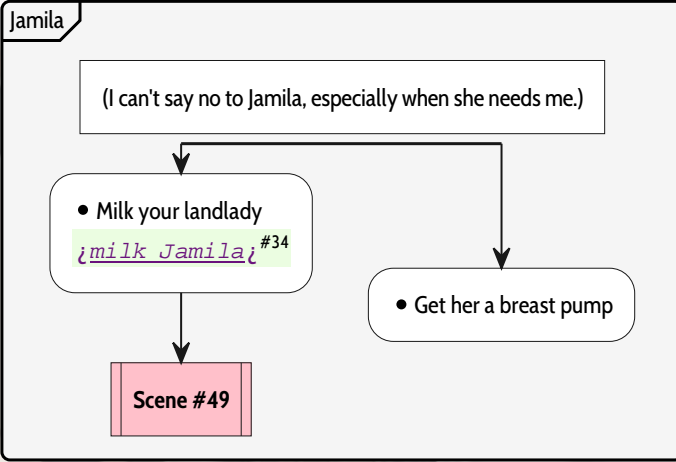 Jamila
(I can't say no to Jamila, especially when she needs me.)
• Milk your landlady
¿milk Jamila¿#34
• Get her a breast pump
Scene #49